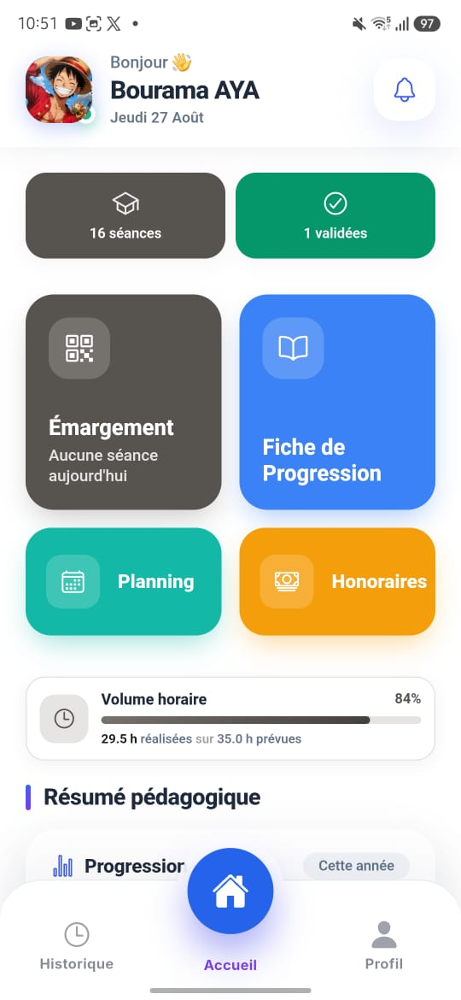 10:51
97
Bonjour 👋
Bourama AYA
Jeudi 27 Août
16 séances
1 validées
Émargement
Aucune séance
aujourd'hui
Fiche de
Progression
Planning
Honoraires
Volume horaire
84%
29.5 h réalisées sur 35.0 h prévues
Résumé pédagogique
Progression
Cette année
Historique
Accueil
Profil